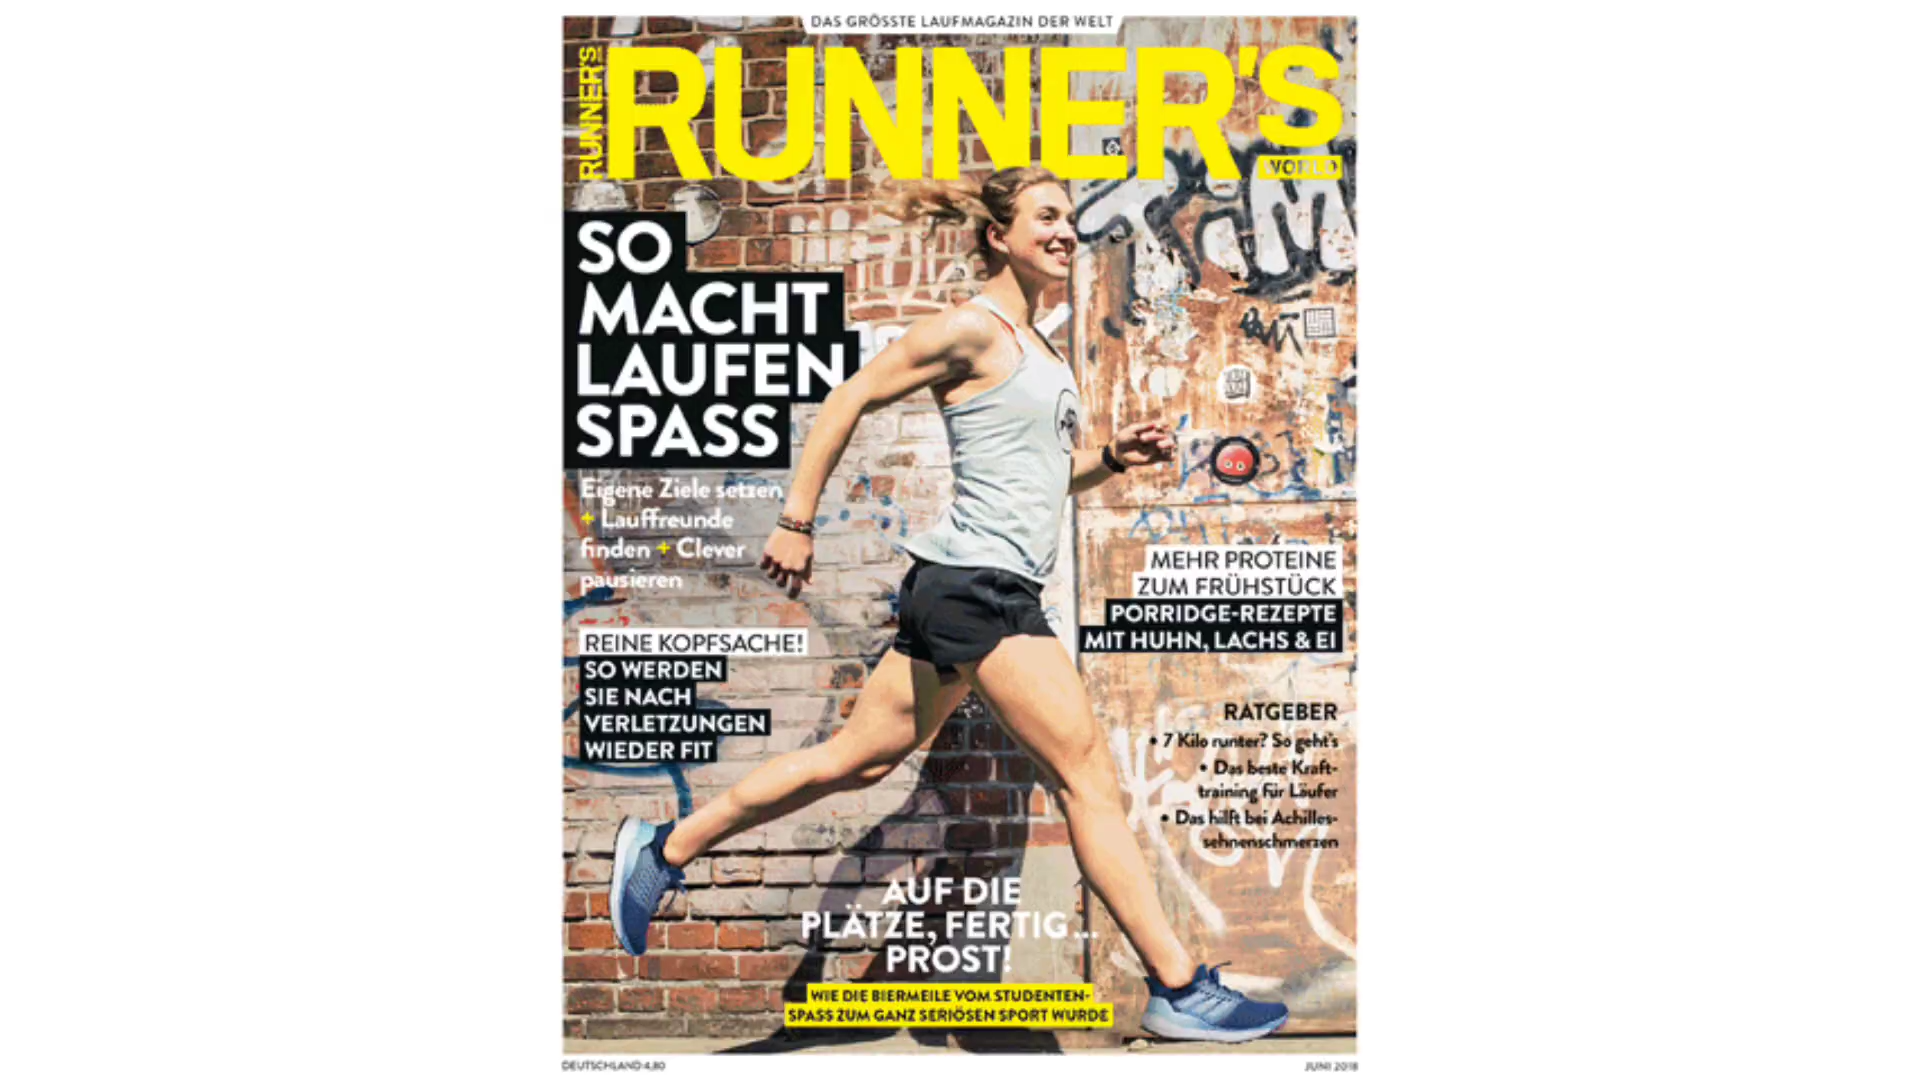 DAS GRÖSSTE LAUFMAGAZIN DER WELT
RUNNER'S
RUNNER'S
WORLD
TiM
SO
MACHT
LAUFEN
SPASS
Eigene Ziele setzen
+ Lauffreunde
finden + Clever
pausieren
REINE KOPFSACHE!
SO WERDEN
SIE NACH
VERLETZUNGEN
WIEDER FIT
MEHR PROTEINE
ZUM FRÜHSTÜCK
PORRIDGE-REZEPTE
MIT HUHN, LACHS & EI
RATGEBER
• 7 Kilo runter? So geht's
• Das beste Kraft-
training für Läufer
• Das hilft bei Achilles-
sehnenschmerzen
AUF DIE
PLÄTZE, FERTIG...
PROST!
WIE DIE BIERMEILE VOM STUDENTEN-
SPASS ZUM GANZ SERIÖSEN SPORT WURDE
DEUTSCHLAND 4,80
JUNI 2018